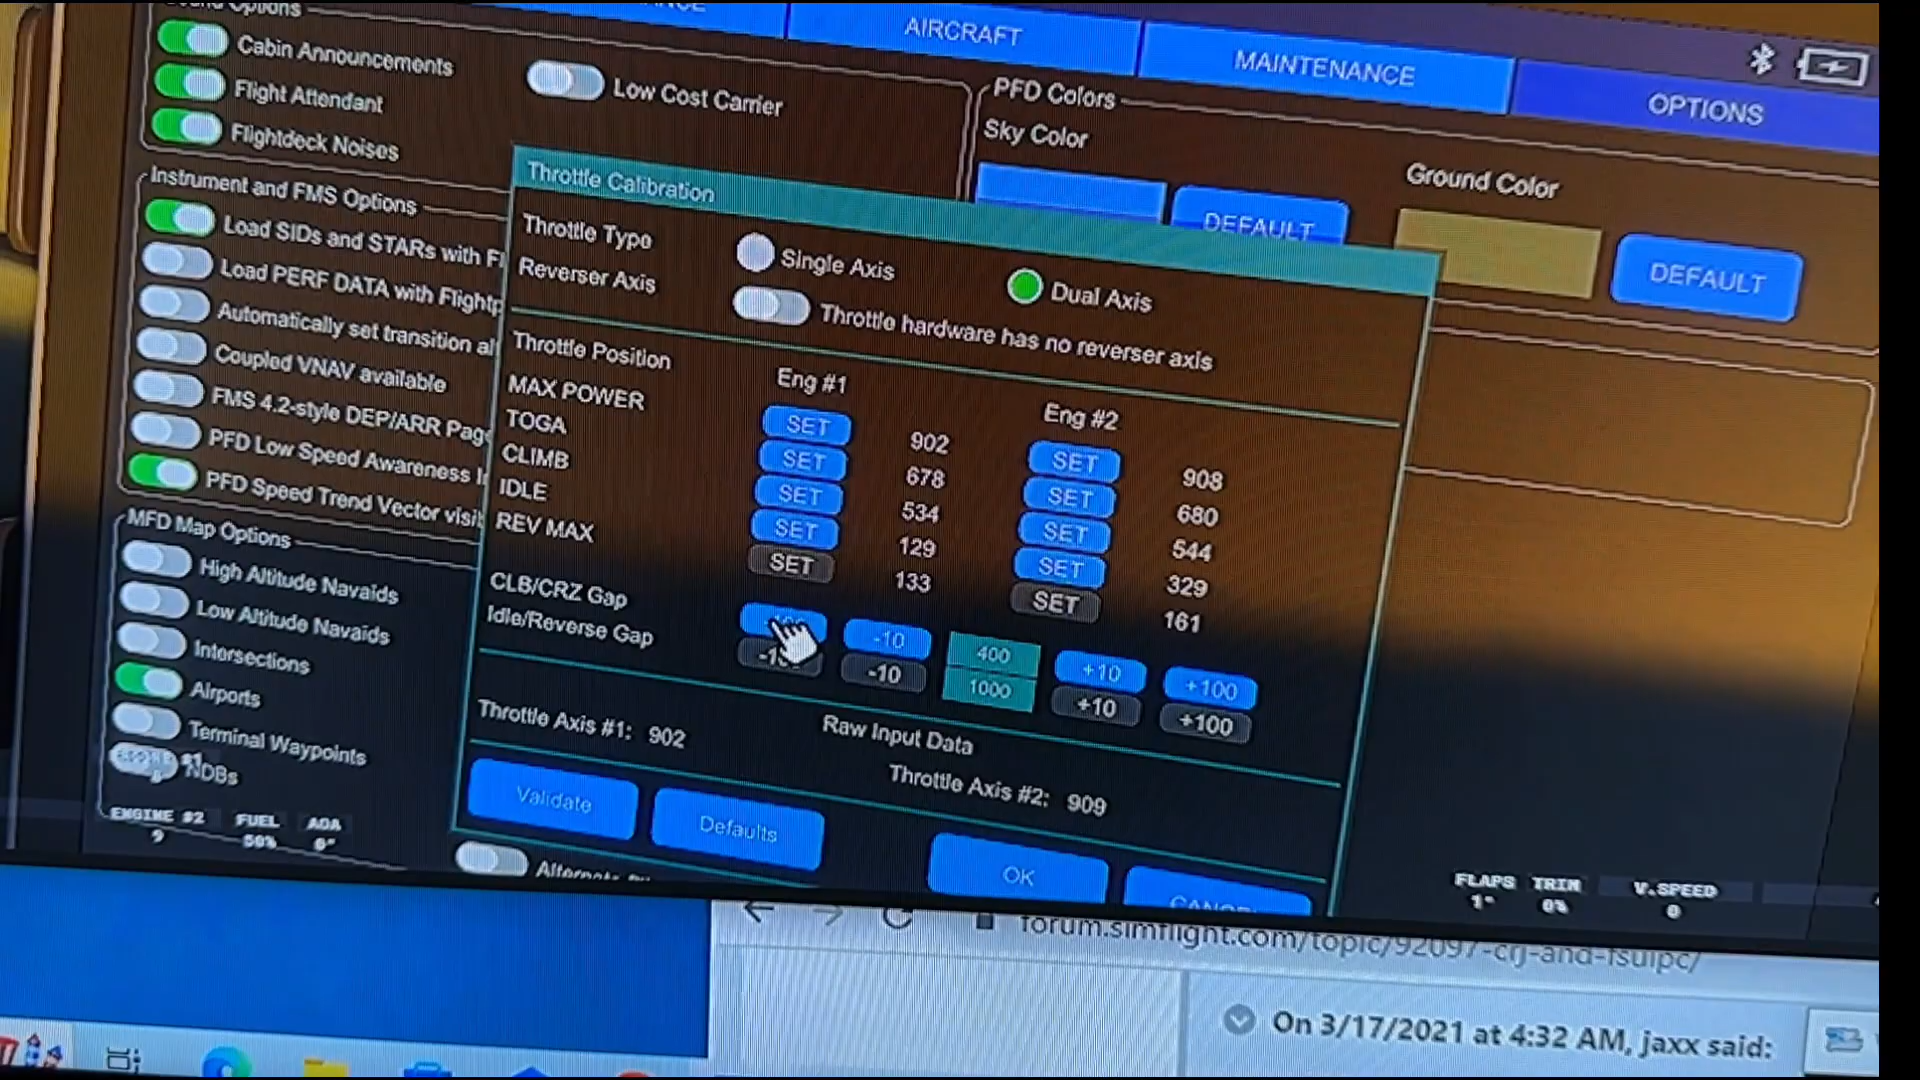 AIRCRAFT
MAINTENANCE
OPTIONS
Options
Cabin Announcements
Flight Attendant
Flightdeck Noises
Low Cost Carrier
PFD Colors
Sky Color
DEFAULT
Ground Color
DEFAULT
Instrument and FMS Options
Load SIDs and STARs with
Load PERF DATA with
Automatically set transition
Coupled VNAV available
FMS 4.2-style DEP/ARR
PFD Low Speed Awareness
PFD Speed Trend Vector
MFD Map Options
High Altitude Navaids
Low Altitude Navaids
Intersections
Airports
Terminal Waypoints
NDBs
Throttle Calibration
Throttle Type
Single Axis
Dual Axis
Reverser Axis
Throttle hardware has no reverser axis
Throttle Position
Eng #1
Eng #2
MAX POWER SET 902 SET 908
TOGA SET 678 SET 680
CLIMB SET 534 SET 544
IDLE SET 129 SET 329
REV MAX SET 133 SET 161
CLB/CRZ Gap -10 400 +10 +100
Idle/Reverse Gap -10 1000 +10 +100
Raw Input Data
Throttle Axis #1: 902
Throttle Axis #2: 909
Validate
Defaults
OK
CANCEL
ENGINE #2 FUEL AOA
9 50% 0°
FLAPS TRIM V.SPEED
1° 0% 0
forum.simflight.com/topic/92097-crj-and-fsuipc/
On 3/17/2021 at 4:32 AM, jaxx said: